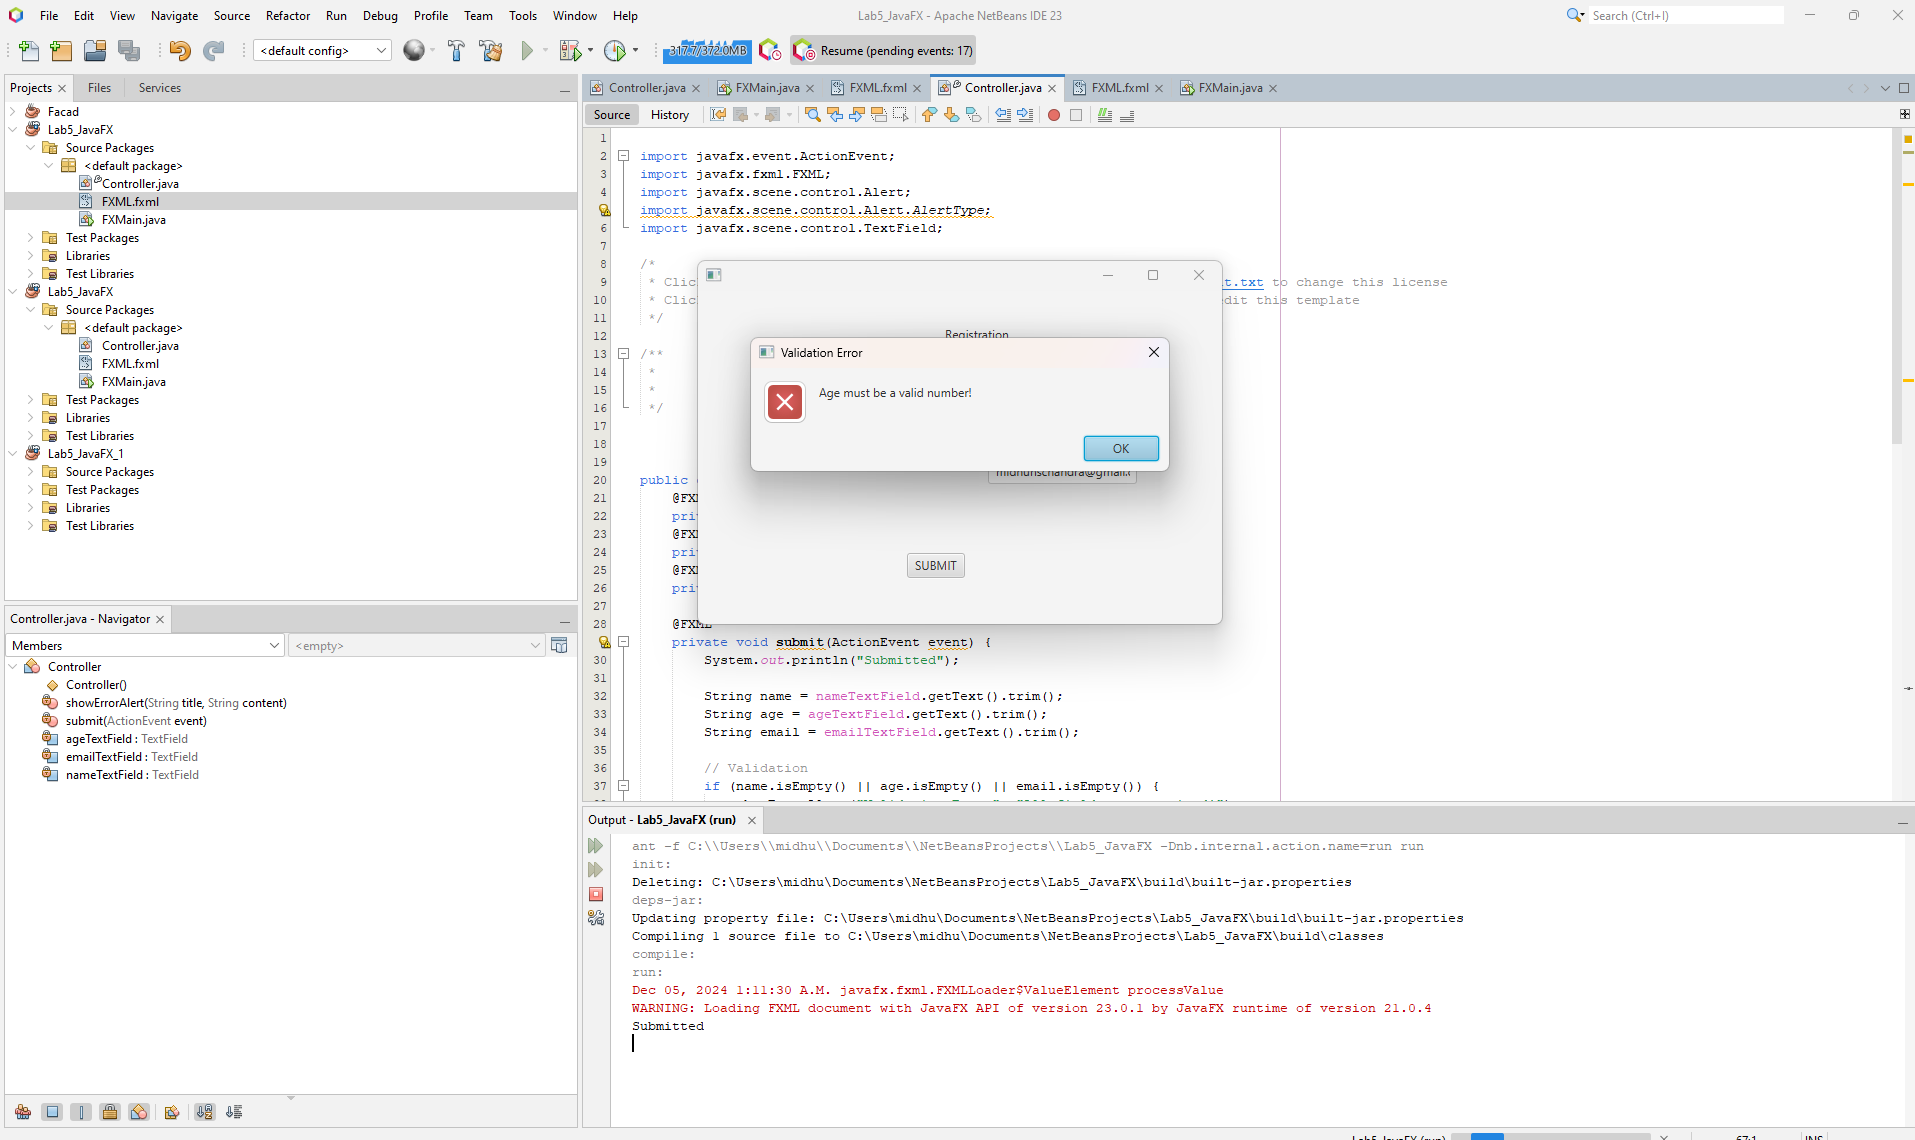 File Edit View Navigate Source Refactor Run Debug Profile Team Tools Window Help
Lab5_JavaFX - Apache NetBeans IDE 23
Search (Ctrl+I)
<default config>
317.7/372.0MB
Resume (pending events: 17)
Projects Files Services
Facad
Lab5_JavaFX
Source Packages
<default package>
Controller.java
FXML.fxml
FXMain.java
Test Packages
Libraries
Test Libraries
Lab5_JavaFX
Source Packages
<default package>
Controller.java
FXML.fxml
FXMain.java
Test Packages
Libraries
Test Libraries
Lab5_JavaFX_1
Source Packages
Test Packages
Libraries
Test Libraries
Controller.java - Navigator
Members
<empty>
Controller
Controller()
showErrorAlert(String title, String content)
submit(ActionEvent event)
ageTextField : TextField
emailTextField : TextField
nameTextField : TextField
Controller.java FXMain.java FXML.fxml Controller.java FXML.fxml FXMain.java
Source History
1
2 import javafx.event.ActionEvent;
3 import javafx.fxml.FXML;
4 import javafx.scene.control.Alert;
import javafx.scene.control.Alert.AlertType;
6 import javafx.scene.control.TextField;
7
8 /*
9 * Clic t.txt to change this license
10 * Clic edit this template
11 */
12
13 /**
14 *
15 *
16 */
17
18
19
20 public
21 @FXM
22 pri
23 @FXM
24 pri
25 @FXM
26 pri
27
28 @FXML
private void submit(ActionEvent event) {
30 System.out.println("Submitted");
31
32 String name = nameTextField.getText().trim();
33 String age = ageTextField.getText().trim();
34 String email = emailTextField.getText().trim();
35
36 // Validation
37 if (name.isEmpty() || age.isEmpty() || email.isEmpty()) {
Registration
Validation Error
Age must be a valid number!
OK
midhunschandra@gmail.
SUBMIT
Output - Lab5_JavaFX (run)
ant -f C:\\Users\\midhu\\Documents\\NetBeansProjects\\Lab5_JavaFX -Dnb.internal.action.name=run run
init:
Deleting: C:\Users\midhu\Documents\NetBeansProjects\Lab5_JavaFX\build\built-jar.properties
deps-jar:
Updating property file: C:\Users\midhu\Documents\NetBeansProjects\Lab5_JavaFX\build\built-jar.properties
Compiling 1 source file to C:\Users\midhu\Documents\NetBeansProjects\Lab5_JavaFX\build\classes
compile:
run:
Dec 05, 2024 1:11:30 A.M. javafx.fxml.FXMLLoader$ValueElement processValue
WARNING: Loading FXML document with JavaFX API of version 23.0.1 by JavaFX runtime of version 21.0.4
Submitted
Lab5_JavaFX (run)
67:1
INS